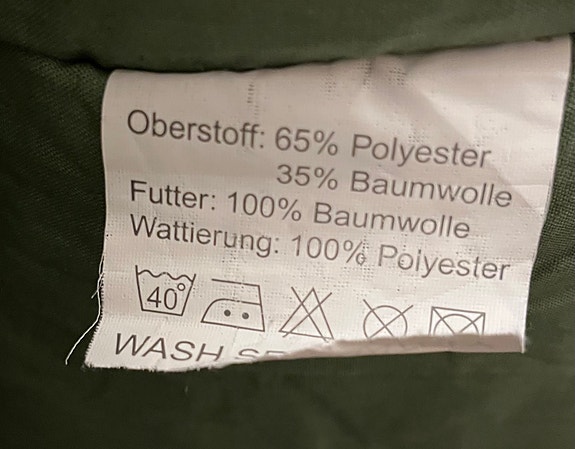 Oberstoff: 65% Polyester
35% Baumwolle
Futter: 100% Baumwolle
Wattierung: 100% Polyester
40°
WASH